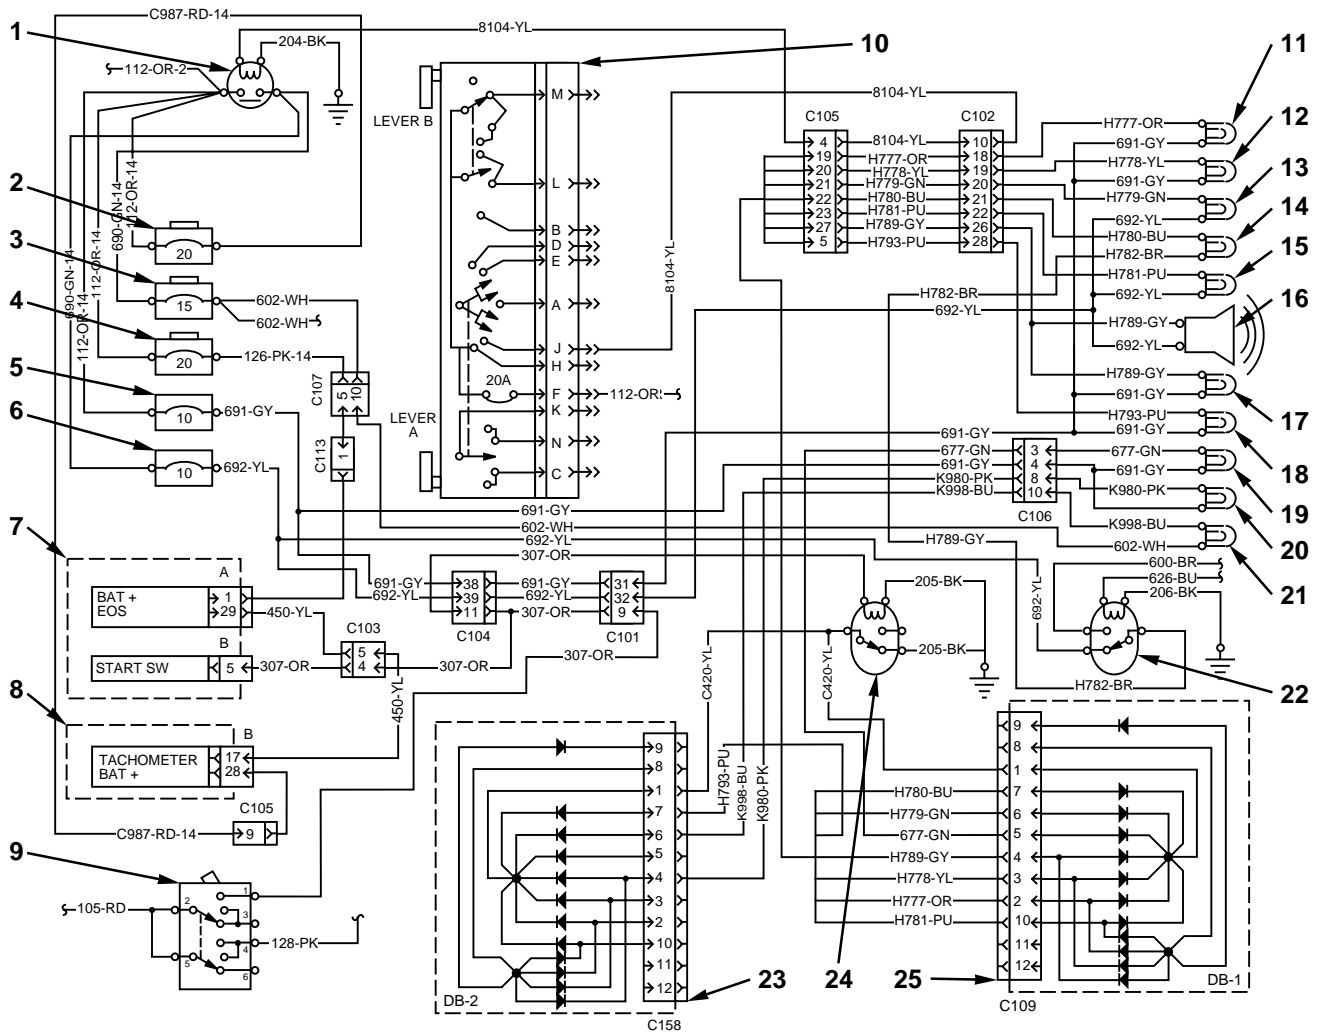 C987-RD-14
1
8104-YL
204-BK
10
11
112-OR-2
M
8104-YL
C105
C102
LEVER B
H777-OR
12
691-GY
4
8104-YL
10
H778-YL
13
19
H777-OR
18
691-GY
20
H778-YL
19
H779-GN
14
21
H779-GN
20
692-YL
22
H780-BU
21
H780-BU
15
23
H781-PU
22
H782-BR
27
H789-GY
26
H781-PU
16
5
H793-PU
28
692-YL
2
690-GN-14
112-OR-14
L
20
B
D
E
3
690-GN-14
112-OR-14
112-OR-14
8104-YL
15
602-WH
602-WH
A
H782-BR
692-YL
H789-GY
692-YL
4
20
126-PK-14
J
H
20A
F
112-OR
K
H789-GY
17
691-GY
5
10
691-GY
C107
5
10
LEVER
A
H793-PU
691-GY
691-GY
18
6
10
692-YL
C113
1
N
C
677-GN
3
677-GN
691-GY
4
691-GY
19
K980-PK
8
K980-PK
K998-BU
10
C106
20
691-GY
602-WH
692-YL
K998-BU
602-WH
21
7
307-OR
H789-GY
600-BR
626-BU
206-BK
A
BAT +
EOS
1
29
450-YL
691-GY
38
691-GY
31
692-YL
39
692-YL
32
11
307-OR
9
C104
C101
205-BK
205-BK
692-YL
B
START SW
5
307-OR
C103
5
4
307-OR
307-OR
C420-YL
C420-YL
H782-BR
22
24
8
B
TACHOMETER
BAT +
17
28
450-YL
C105
C987-RD-14
9
9
8
1
7
6
5
4
3
2
10
11
12
H793-PU
K998-BU
K980-PK
DB-2
C158
23
9
8
1
H780-BU
7
H779-GN
6
677-GN
5
H789-GY
4
H778-YL
3
H777-OR
2
H781-PU
10
11
12
25
C109
DB-1
9
105-RD
1
2
3
4
5
6
128-PK